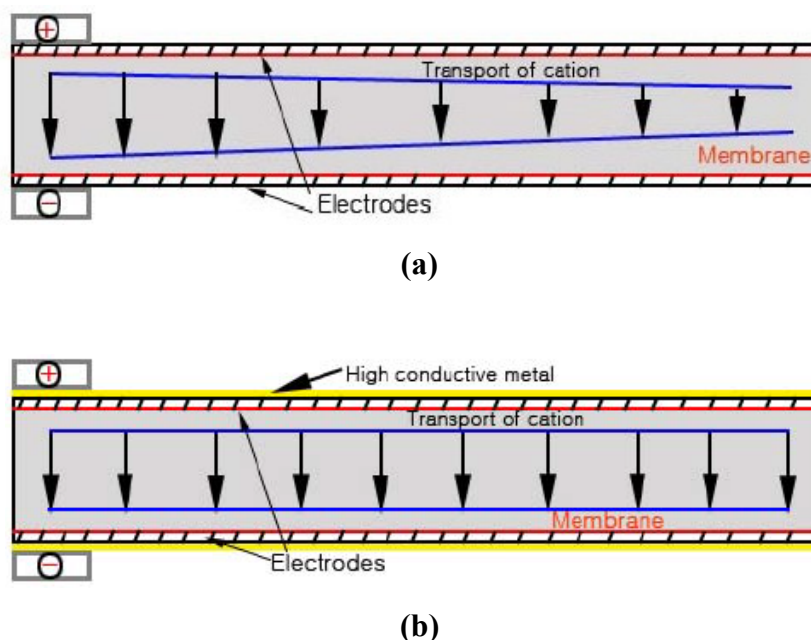 +
Transport of cation
Membrane
−
Electrodes
(a)
+
High conductive metal
Transport of cation
Membrane
−
Electrodes
(b)